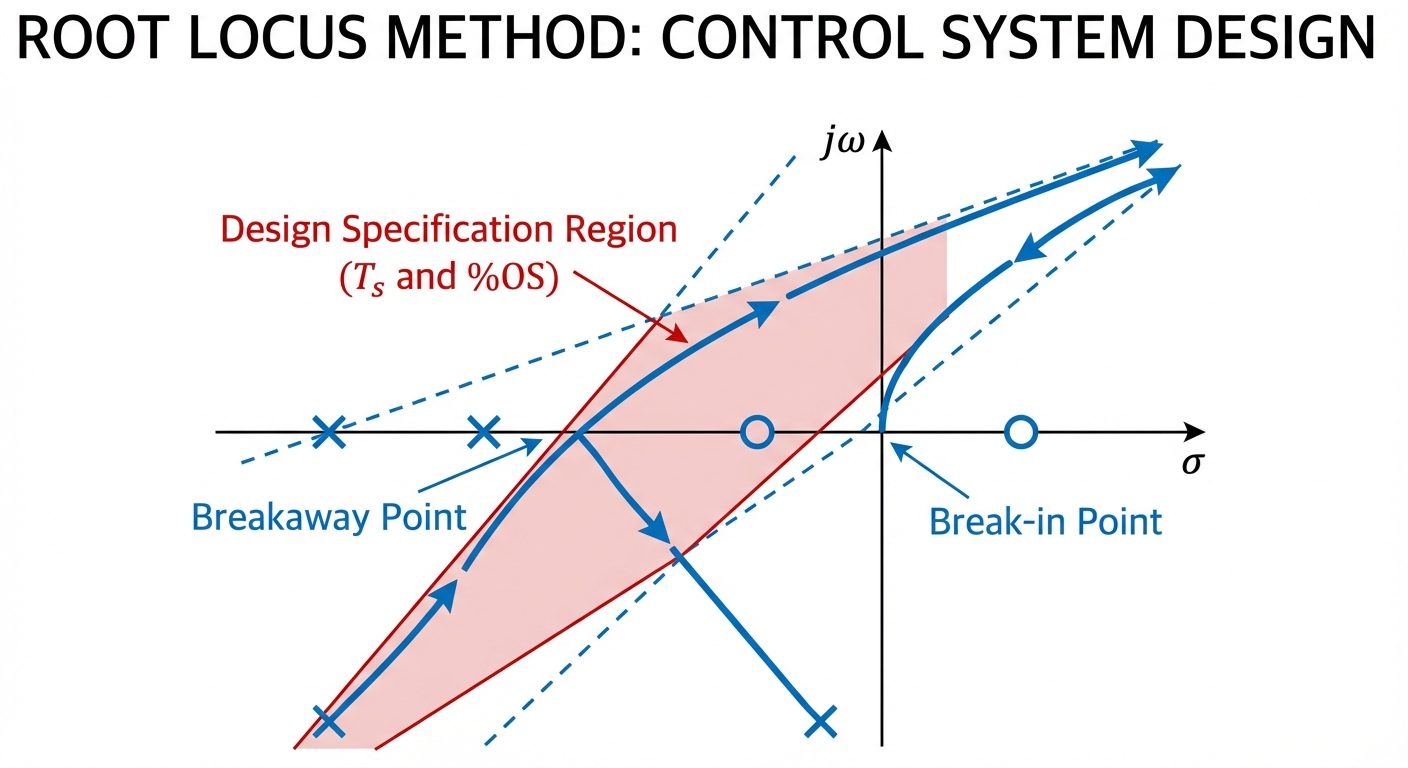 ROOT LOCUS METHOD: CONTROL SYSTEM DESIGN
jω
Design Specification Region
(Tₛ and %OS)
σ
Breakaway Point
Break-in Point